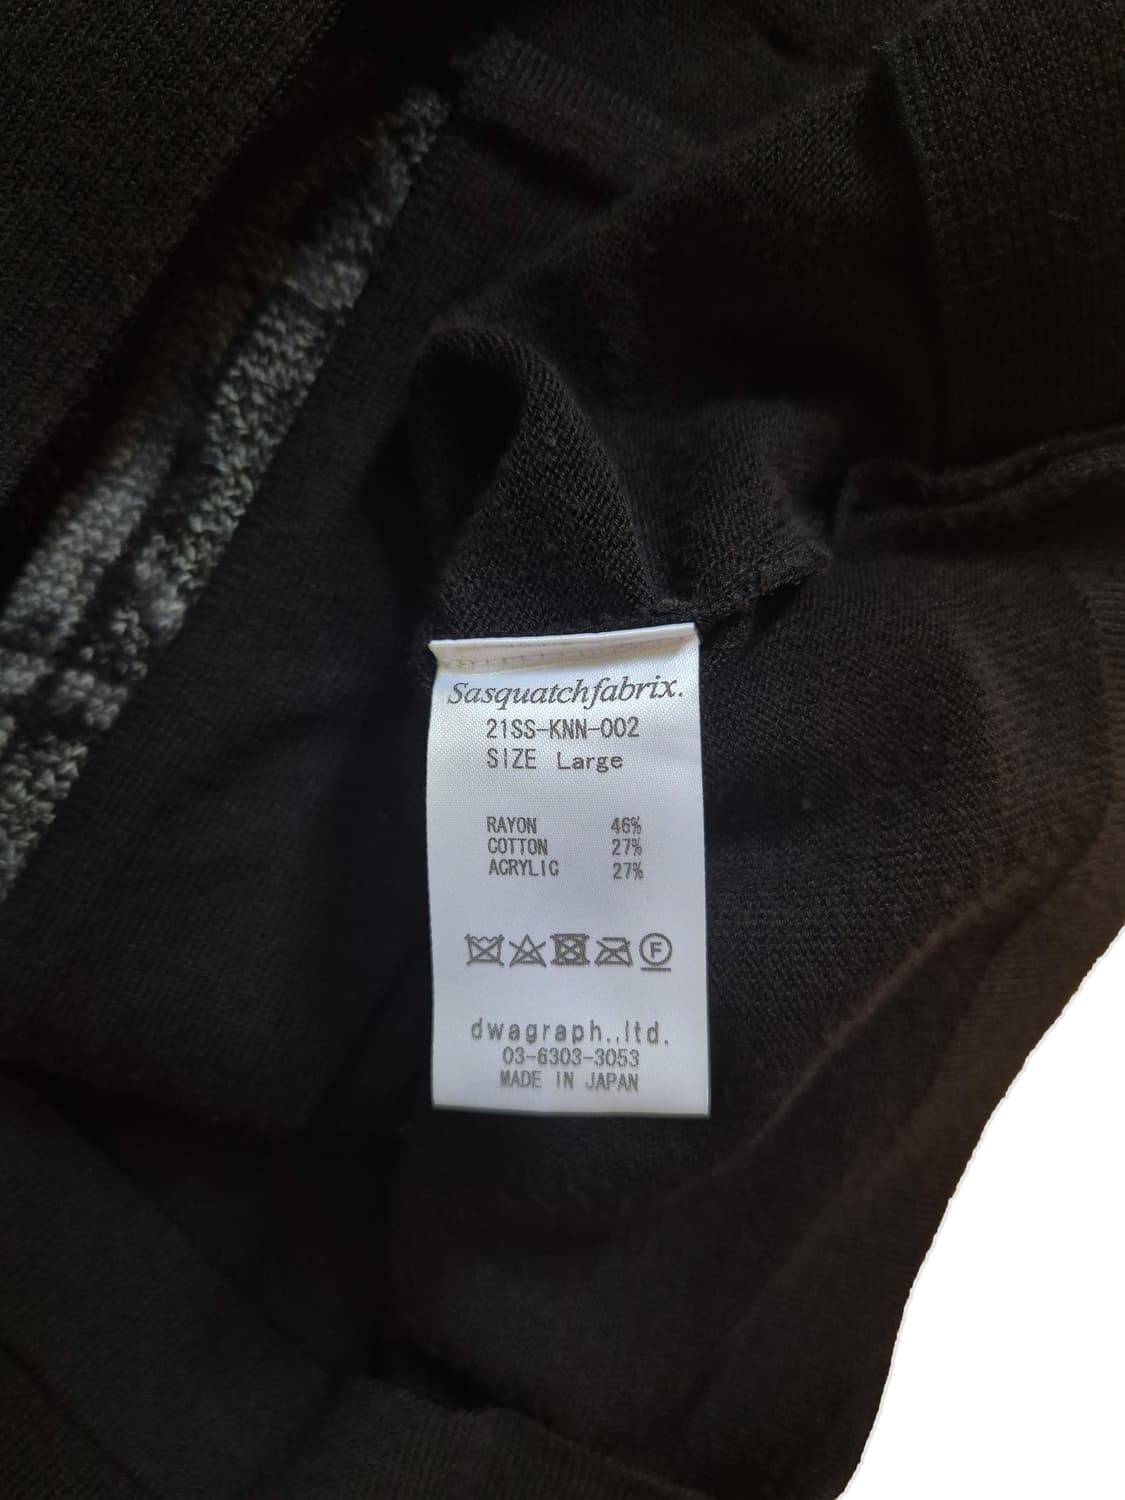 Sasquatchfabrix.
21SS-KNN-002
SIZE Large
RAYON 46%
COTTON 27%
ACRYLIC 27%
F
dwagraph.,ltd.
03-6303-3053
MADE IN JAPAN